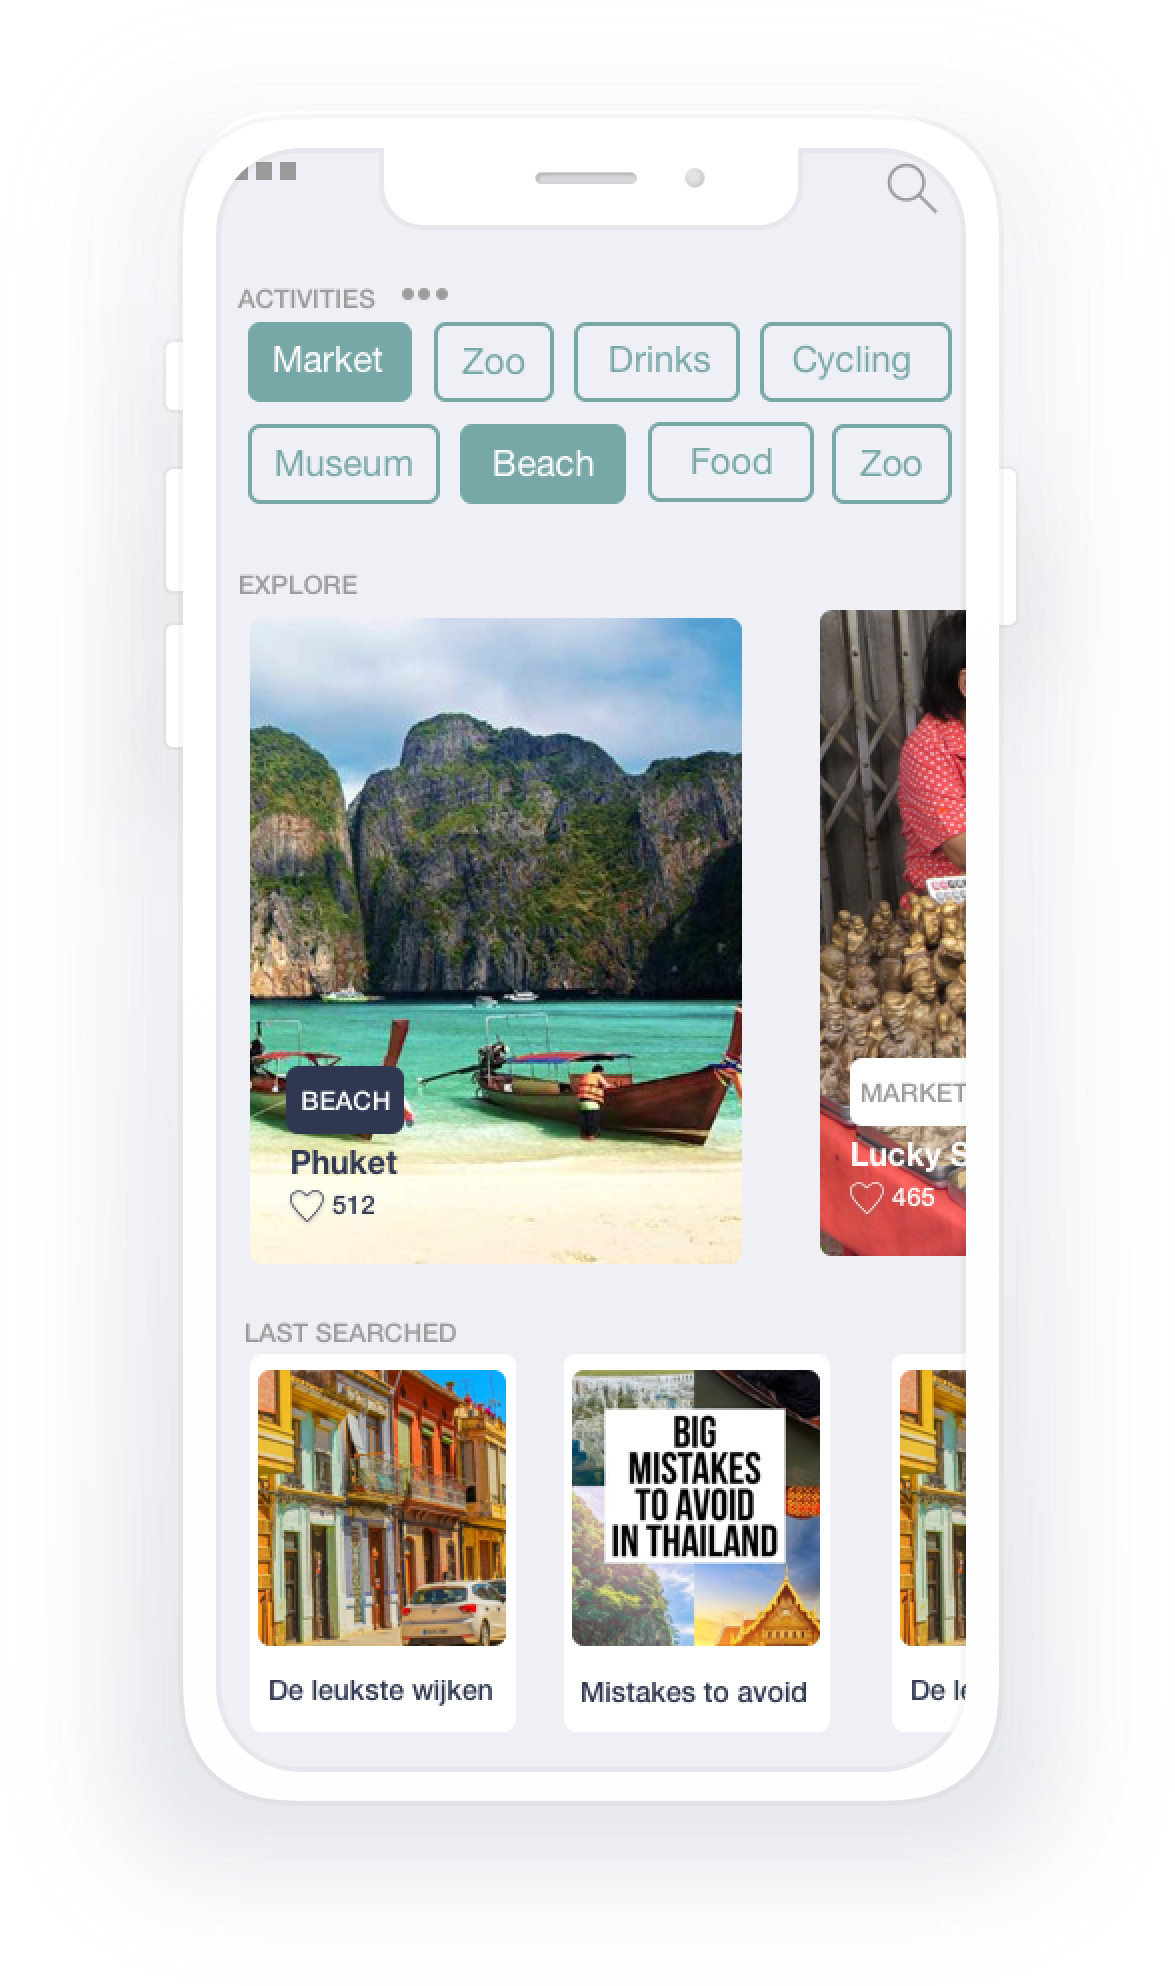 ACTIVITIES
Market Zoo Drinks Cycling
Museum Beach Food Zoo
EXPLORE
BEACH
Phuket
512
MARKET
Lucky S
465
LAST SEARCHED
BIG
MISTAKES
TO AVOID
IN THAILAND
De leukste wijken
Mistakes to avoid
De le